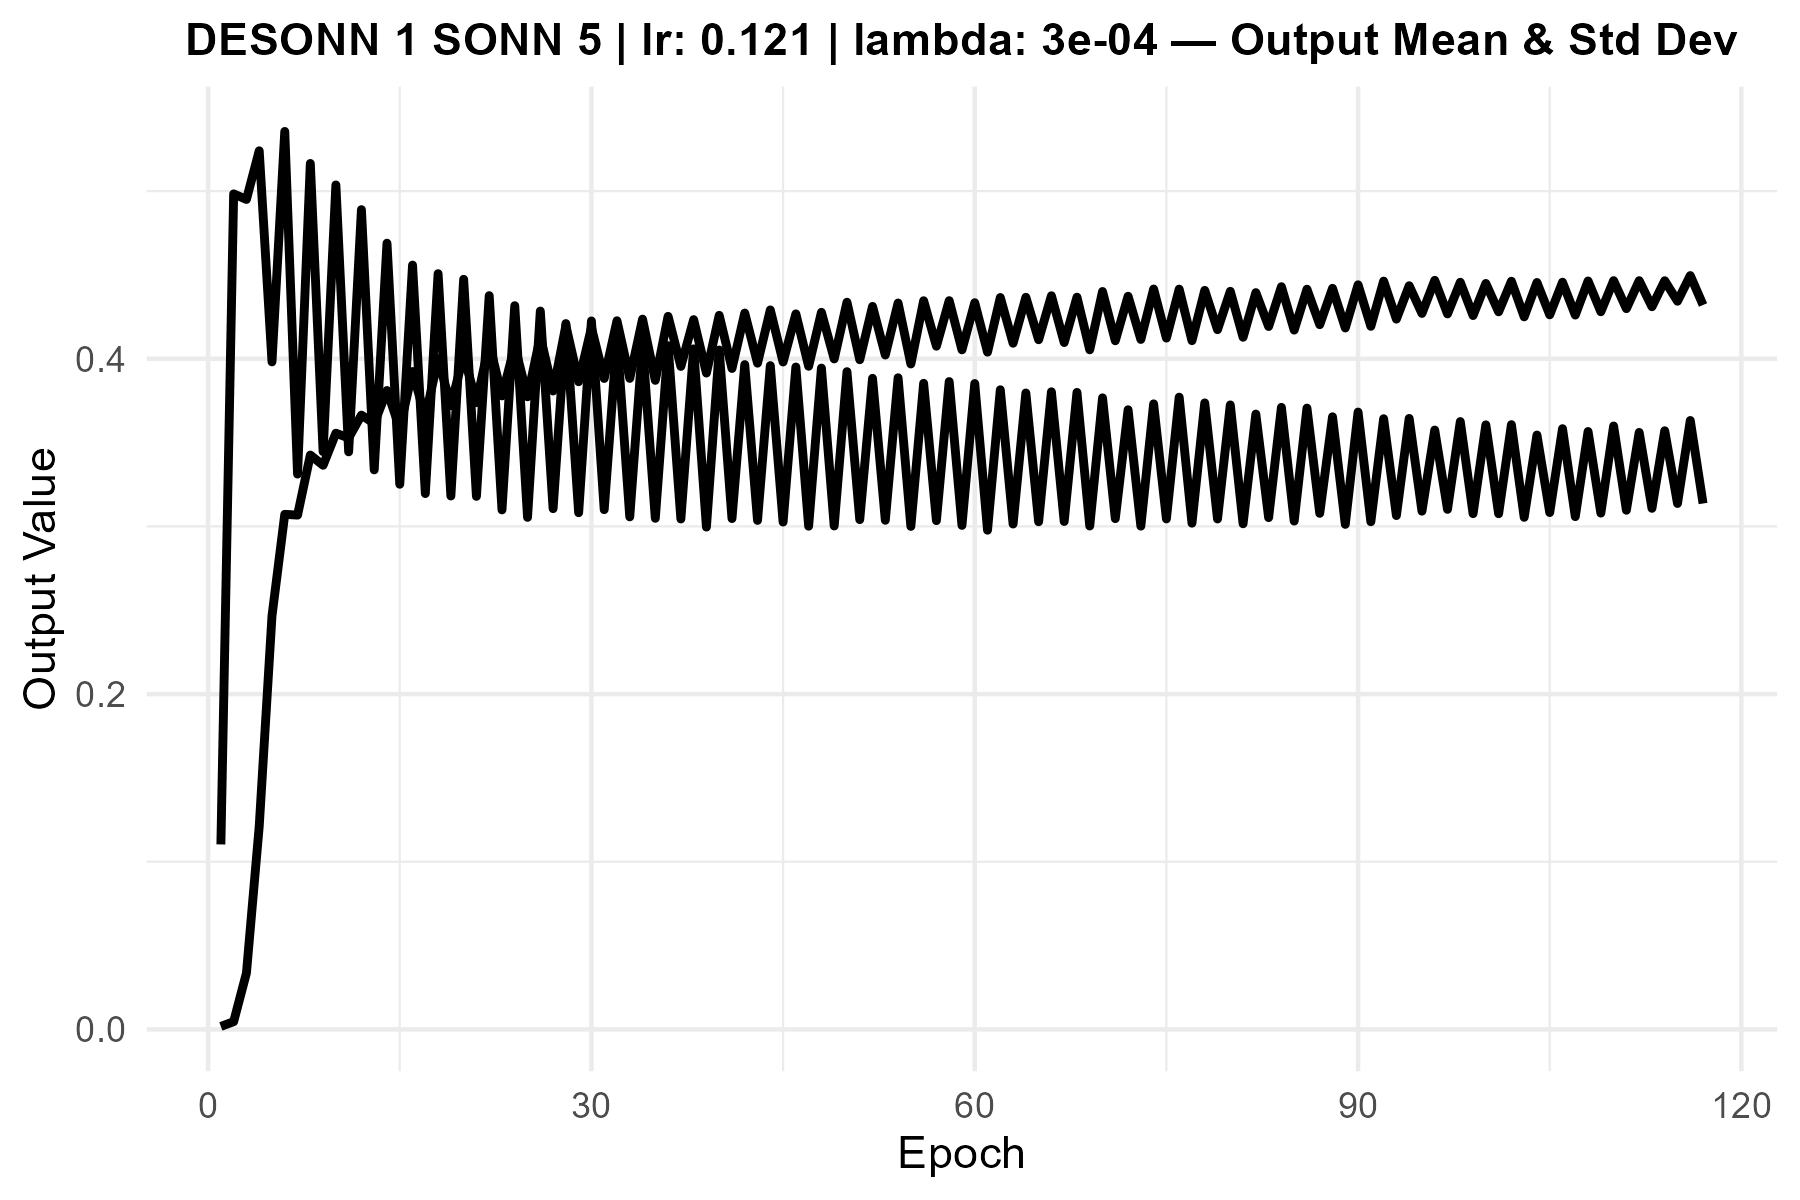 DESONN 1 SONN 5 | lr: 0.121 | lambda: 3e-04 — Output Mean & Std Dev
Output Value
0.4
0.2
0.0
0 30 60 90 120
Epoch